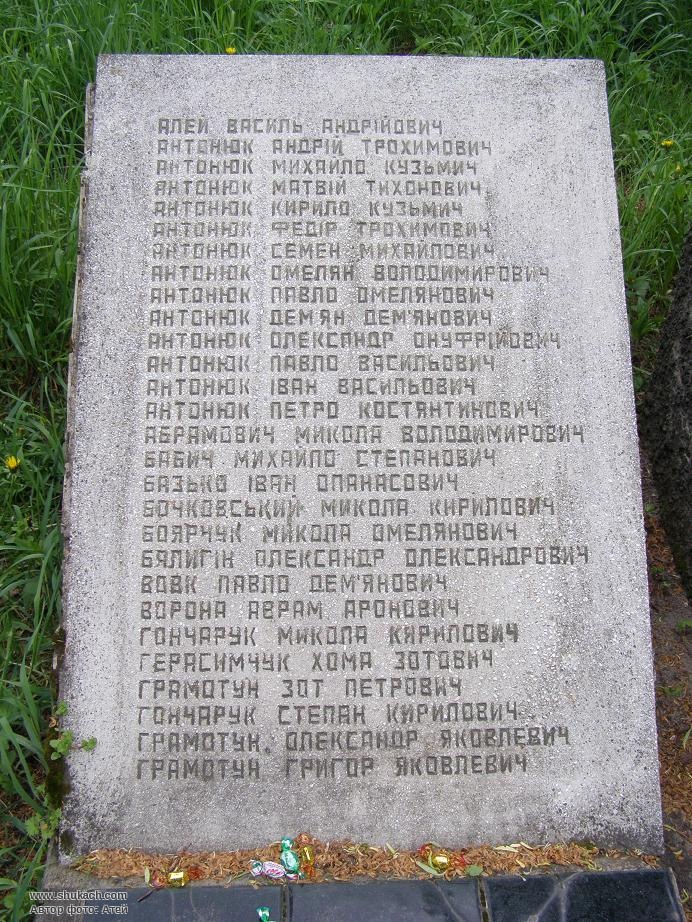 АЛЕЙ ВАСИЛЬ АНДРІЙОВИЧ
АНТОНЮК АНДРІЙ ТРОХИМОВИЧ
АНТОНЮК МИХАЙЛО КУЗЬМИЧ
АНТОНЮК МАТВІЙ ТИХОНОВИЧ
АНТОНЮК КИРИЛО КУЗЬМИЧ
АНТОНЮК ФЕДІР ТРОХИМОВИЧ
АНТОНЮК СЕМЕН МИХАЙЛОВИЧ
АНТОНЮК ОМЕЛЯН ВОЛОДИМИРОВИЧ
АНТОНЮК ПАВЛО ОМЕЛЯНОВИЧ
АНТОНЮК ДЕМ'ЯН ДЕМ'ЯНОВИЧ
АНТОНЮК ОЛЕКСАНДР ОНУФРІЙОВИЧ
АНТОНЮК ПАВЛО ВАСИЛЬОВИЧ
АНТОНЮК ІВАН ВАСИЛЬОВИЧ
АНТОНЮК ПЕТРО КОСТЯНТИНОВИЧ
АБРАМОВИЧ МИКОЛА ВОЛОДИМИРОВИЧ
БАБИЧ МИХАЙЛО СТЕПАНОВИЧ
БАЗЬКО ІВАН ОПАНАСОВИЧ
БОЧКОВСЬКИЙ МИКОЛА КИРИЛОВИЧ
БОЯРЧУК МИКОЛА ОМЕЛЯНОВИЧ
БЯЛИГІН ОЛЕКСАНДР ОЛЕКСАНДРОВИЧ
ВОВК ПАВЛО ДЕМ'ЯНОВИЧ
ВОРОНА АВРАМ АРОНОВИЧ
ГОНЧАРУК МИКОЛА КЯРИЛОВИЧ
ГЕРАСИМЧУК ХОМА ЗОТОВИЧ
ГРАМОТУН ЗОТ ПЕТРОВИЧ
ГОНЧАРУК СТЕПАН КИРИЛОВИЧ
ГРАМОТУН ОЛЕКСАНДР ЯКОВЛЕВИЧ
ГРАМОТУН ГРИГОР ЯКОВЛЕВИЧ
www.shukach.com
Автор фото: Атей